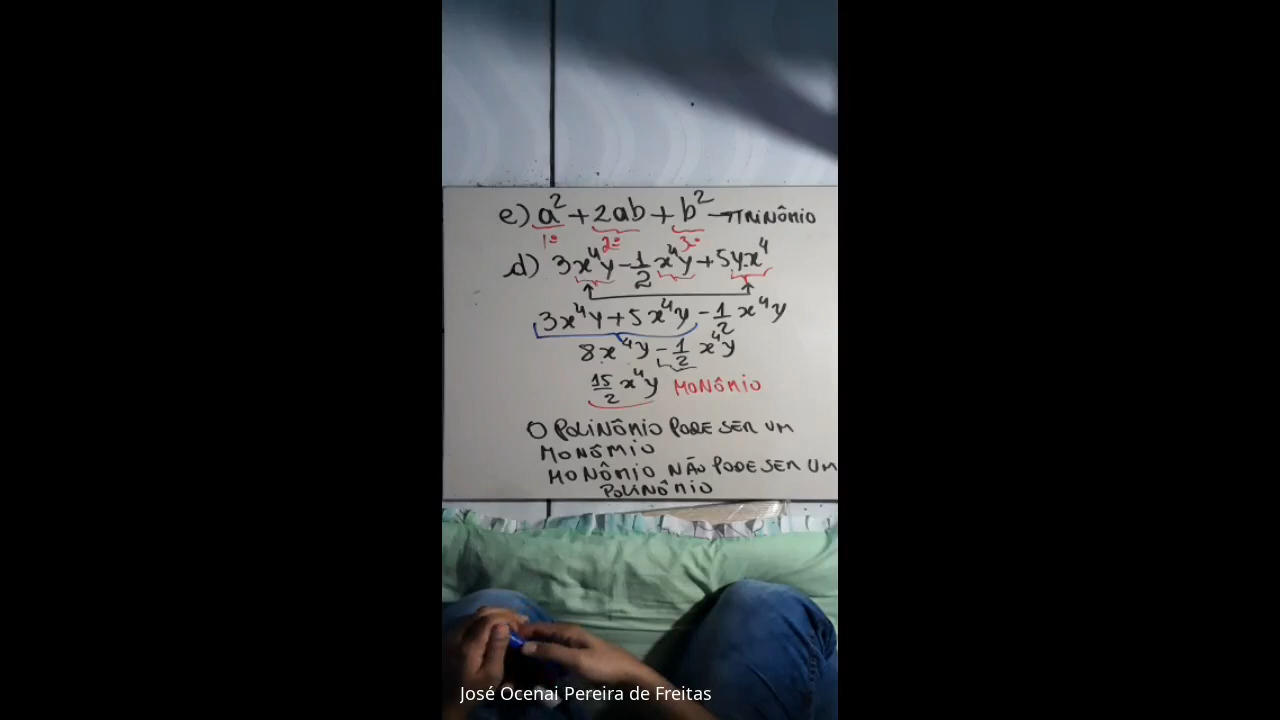 e) a² + 2ab + b² → TRINÔMIO
1º 2º 3º
d) 3x⁴y - 1/2 x⁴y + 5yx⁴
3x⁴y + 5x⁴y - 1/2 x⁴y
8x⁴y - 1/2 x⁴y
15/2 x⁴y MONÔMIO
O POLINÔMIO PODE SER UM
MONÔMIO
MONÔMIO NÃO PODE SER UM
POLINÔMIO
José Ocenai Pereira de Freitas